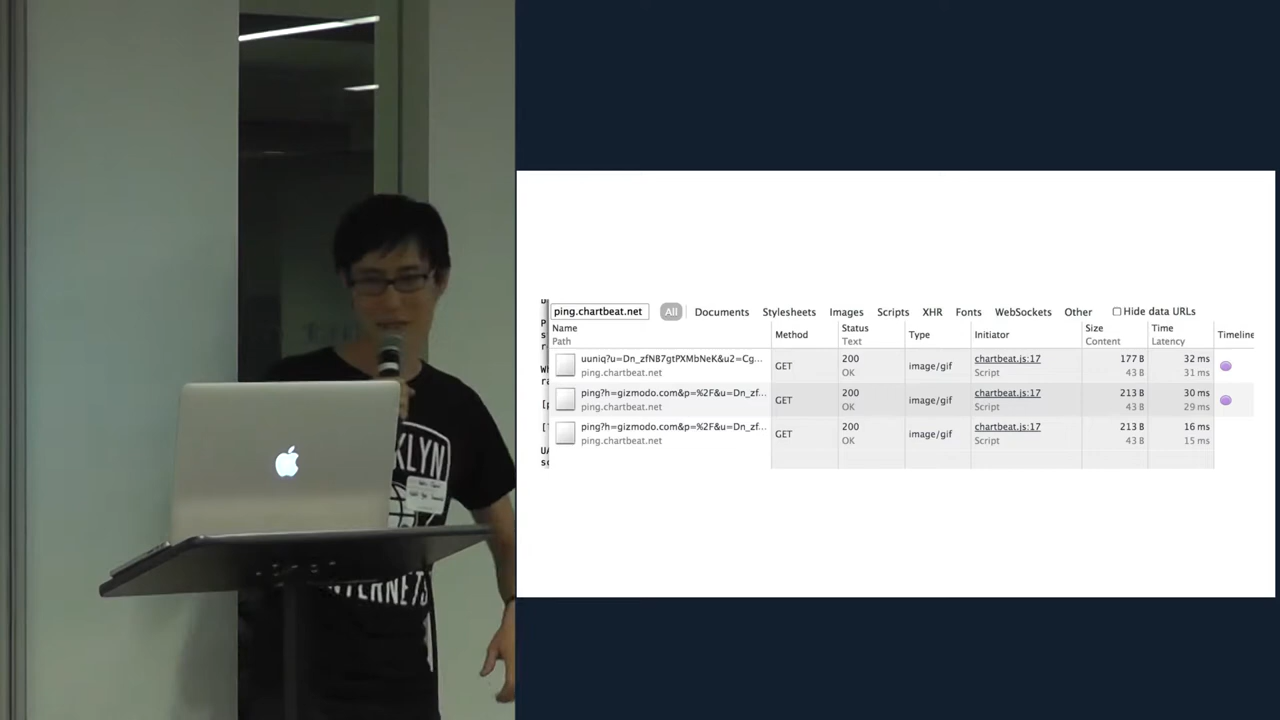 KLYN
NTERNETS
ping.chartbeat.net All Documents Stylesheets Images Scripts XHR Fonts WebSockets Other Hide data URLs
Name Method Status Type Initiator Size Time Timeline
Path Text Content Latency
uuniq?u=Dn_zfNB7gtPXMbNeK&u2=Cg... GET 200 image/gif chartbeat.js:17 177 B 32 ms
ping.chartbeat.net OK Script 43 B 31 ms
ping?h=gizmodo.com&p=%2F&u=Dn_zf... GET 200 image/gif chartbeat.js:17 213 B 30 ms
ping.chartbeat.net OK Script 43 B 29 ms
ping?h=gizmodo.com&p=%2F&u=Dn_zf... GET 200 image/gif chartbeat.js:17 213 B 16 ms
ping.chartbeat.net OK Script 43 B 15 ms